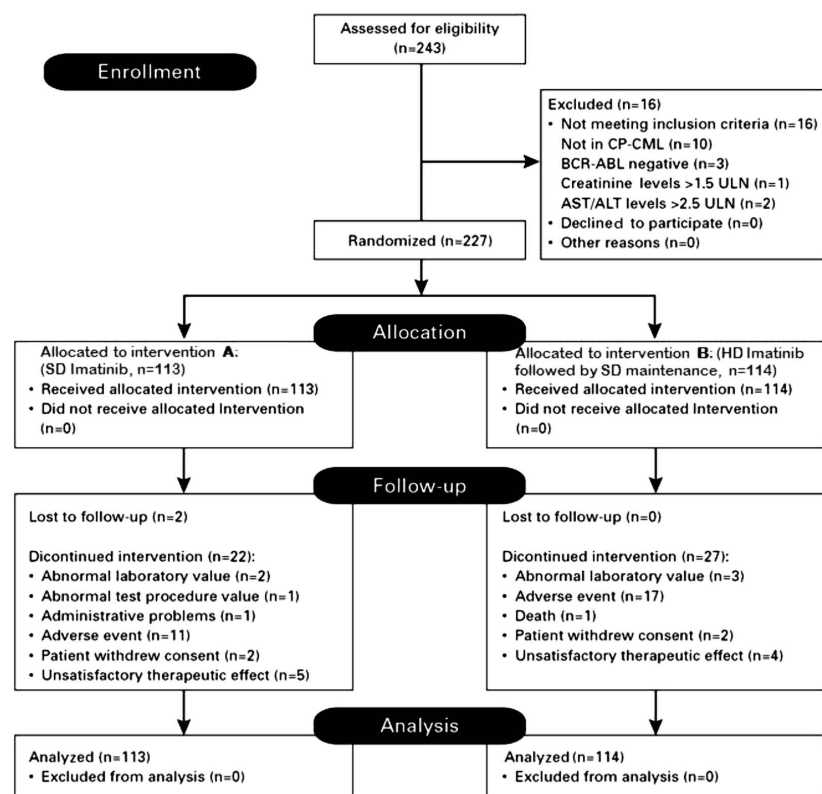 Assessed for eligibility
(n=243)
Enrollment
Excluded (n=16)
• Not meeting inclusion criteria (n=16)
Not in CP-CML (n=10)
BCR-ABL negative (n=3)
Creatinine levels >1.5 ULN (n=1)
AST/ALT levels >2.5 ULN (n=2)
• Declined to participate (n=0)
• Other reasons (n=0)
Randomized (n=227)
Allocation
Allocated to intervention A:
(SD Imatinib, n=113)
• Received allocated intervention (n=113)
• Did not receive allocated Intervention
(n=0)
Allocated to intervention B: (HD Imatinib
followed by SD maintenance, n=114)
• Received allocated intervention (n=114)
• Did not receive allocated Intervention
(n=0)
Follow-up
Lost to follow-up (n=2)
Dicontinued intervention (n=22):
• Abnormal laboratory value (n=2)
• Abnormal test procedure value (n=1)
• Administrative problems (n=1)
• Adverse event (n=11)
• Patient withdrew consent (n=2)
• Unsatisfactory therapeutic effect (n=5)
Lost to follow-up (n=0)
Dicontinued intervention (n=27):
• Abnormal laboratory value (n=3)
• Adverse event (n=17)
• Death (n=1)
• Patient withdrew consent (n=2)
• Unsatisfactory therapeutic effect (n=4)
Analysis
Analyzed (n=113)
• Excluded from analysis (n=0)
Analyzed (n=114)
• Excluded from analysis (n=0)